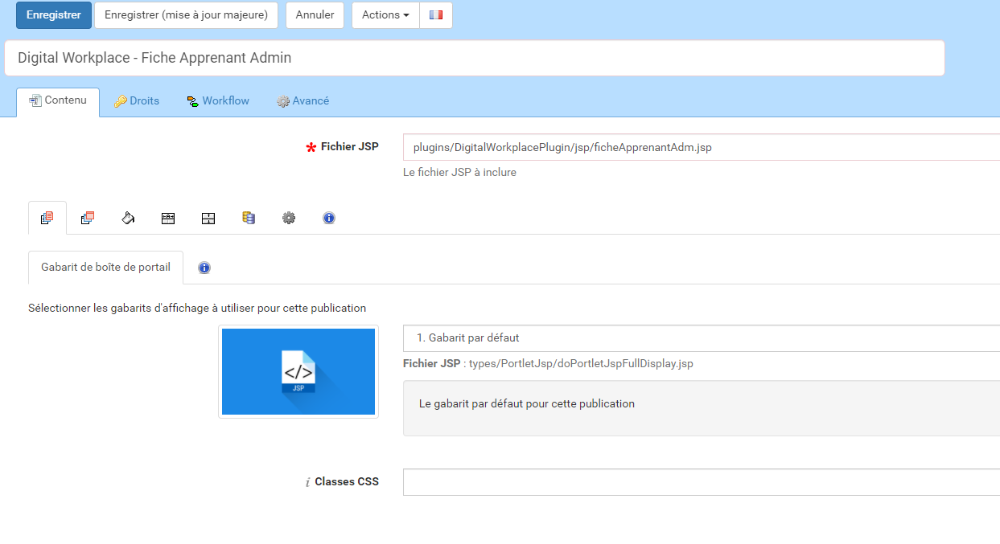 Enregistrer Enregistrer (mise à jour majeure) Annuler Actions
Digital Workplace - Fiche Apprenant Admin
Contenu Droits Workflow Avancé
Fichier JSP plugins/DigitalWorkplacePlugin/jsp/ficheApprenantAdm.jsp
Le fichier JSP à inclure
Gabarit de boîte de portail
Sélectionner les gabarits d'affichage à utiliser pour cette publication
1. Gabarit par défaut
Fichier JSP : types/PortletJsp/doPortletJspFullDisplay.jsp
</> JSP
Le gabarit par défaut pour cette publication
i Classes CSS